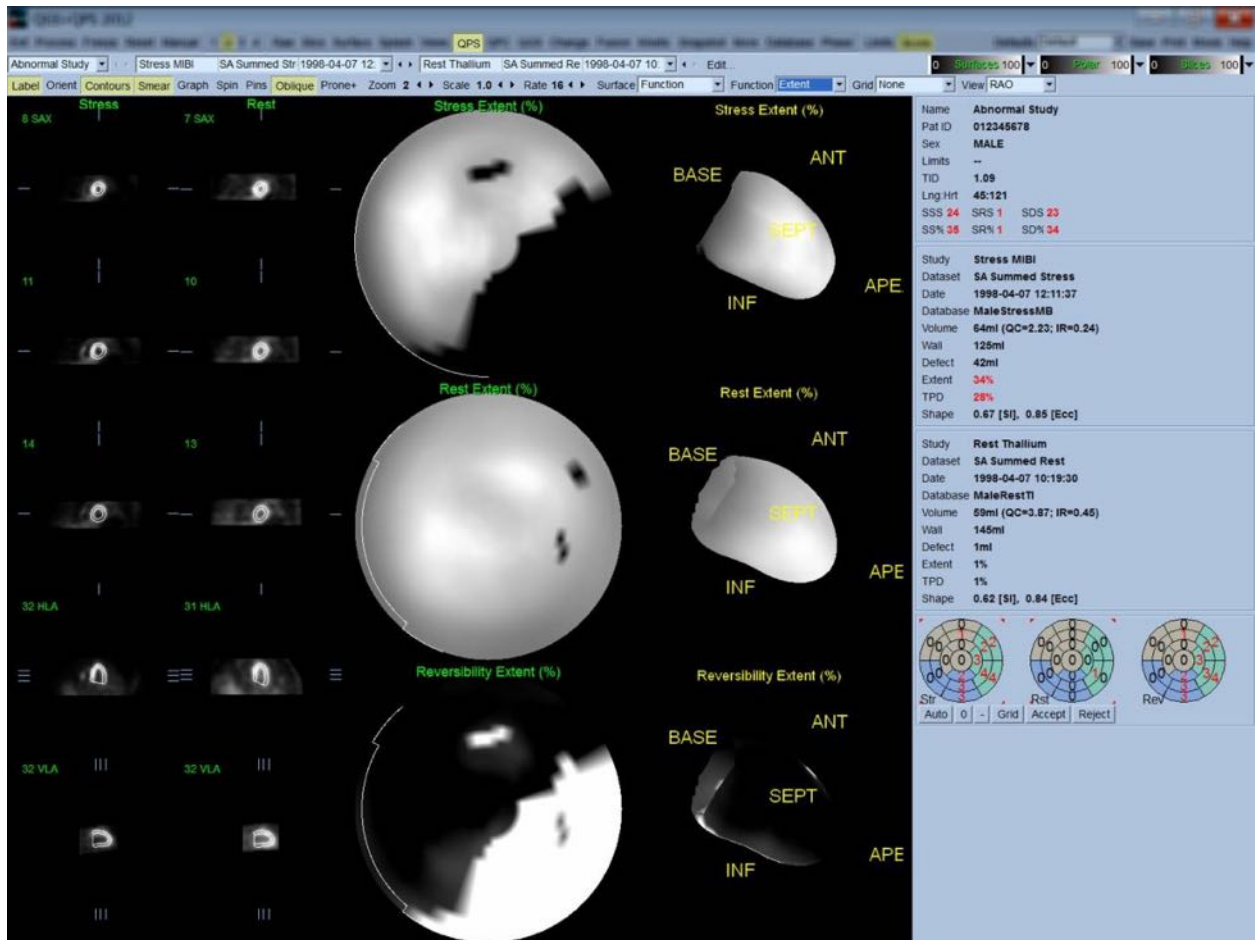 QPS
Abnormal Study Stress MIBI SA Summed Str 1998-04-07 12: Rest Thallium SA Summed Re 1998-04-07 10: Edit... 0 Surfaces 100 0 Polar 100 0 Slices 100
Label Orient Contours Smear Graph Spin Pins Oblique Prone+ Zoom 2 Scale 1.0 Rate 16 Surface Function Function Extent Grid None View RAO
Stress Rest
8 SAX 7 SAX
11 10
14 13
32 HLA 31 HLA
32 VLA 32 VLA
Stress Extent (%) Stress Extent (%)
ANT
BASE
SEPT
APE
INF
Rest Extent (%) Rest Extent (%)
ANT
BASE
SEPT
APE
INF
Reversibility Extent (%) Reversibility Extent (%)
ANT
BASE
SEPT
APE
INF
Name Abnormal Study
Pat ID 012345678
Sex MALE
Limits --
TID 1.09
Lng:Hrt 45:121
SSS 24 SRS 1 SDS 23
SS% 35 SR% 1 SD% 34
Study Stress MIBI
Dataset SA Summed Stress
Date 1998-04-07 12:11:37
Database MaleStressMB
Volume 64ml (QC=2.23; IR=0.24)
Wall 125ml
Defect 42ml
Extent 34%
TPD 28%
Shape 0.67 [SI], 0.85 [Ecc]
Study Rest Thallium
Dataset SA Summed Rest
Date 1998-04-07 10:19:30
Database MaleRestTl
Volume 59ml (QC=3.87; IR=0.45)
Wall 145ml
Defect 1ml
Extent 1%
TPD 1%
Shape 0.62 [SI], 0.84 [Ecc]
Str Rst Rev
Auto 0 - Grid Accept Reject